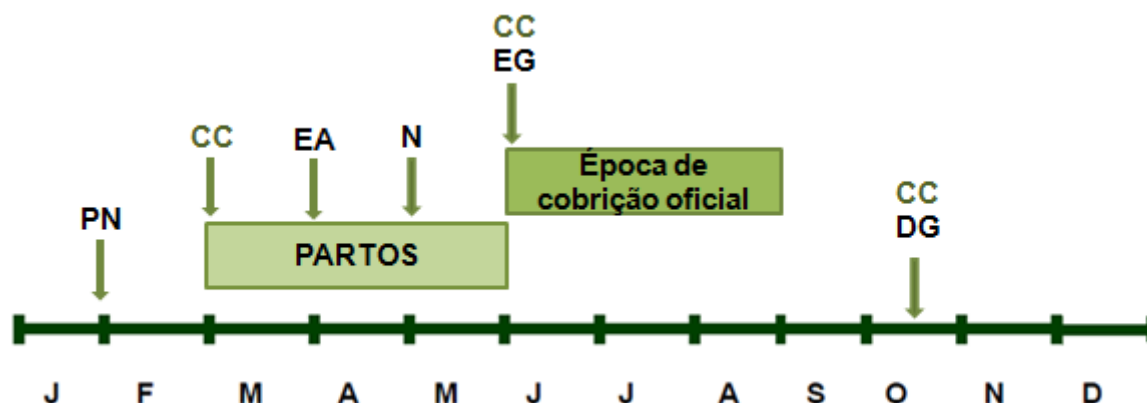 CC
EG
CC
EA
N
Época de
cobrição oficial
CC
DG
PN
PARTOS
J F M A M J J A S O N D